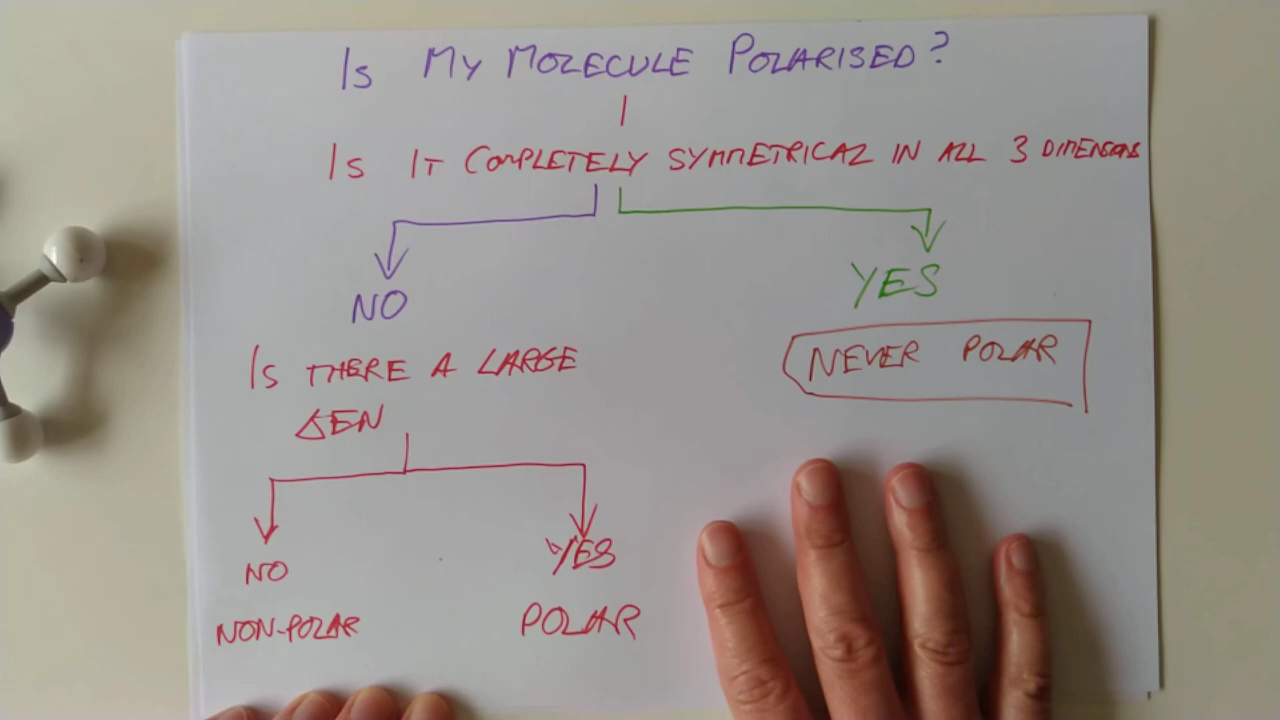 IS MY MOLECULE POLARISED?
IS IT COMPLETELY SYMMETRICAL IN ALL 3 DIMENSONS
NO
YES
NEVER POLAR
IS THERE A LARGE
ΔEN
NO
YES
NON-POLAR
POLAR